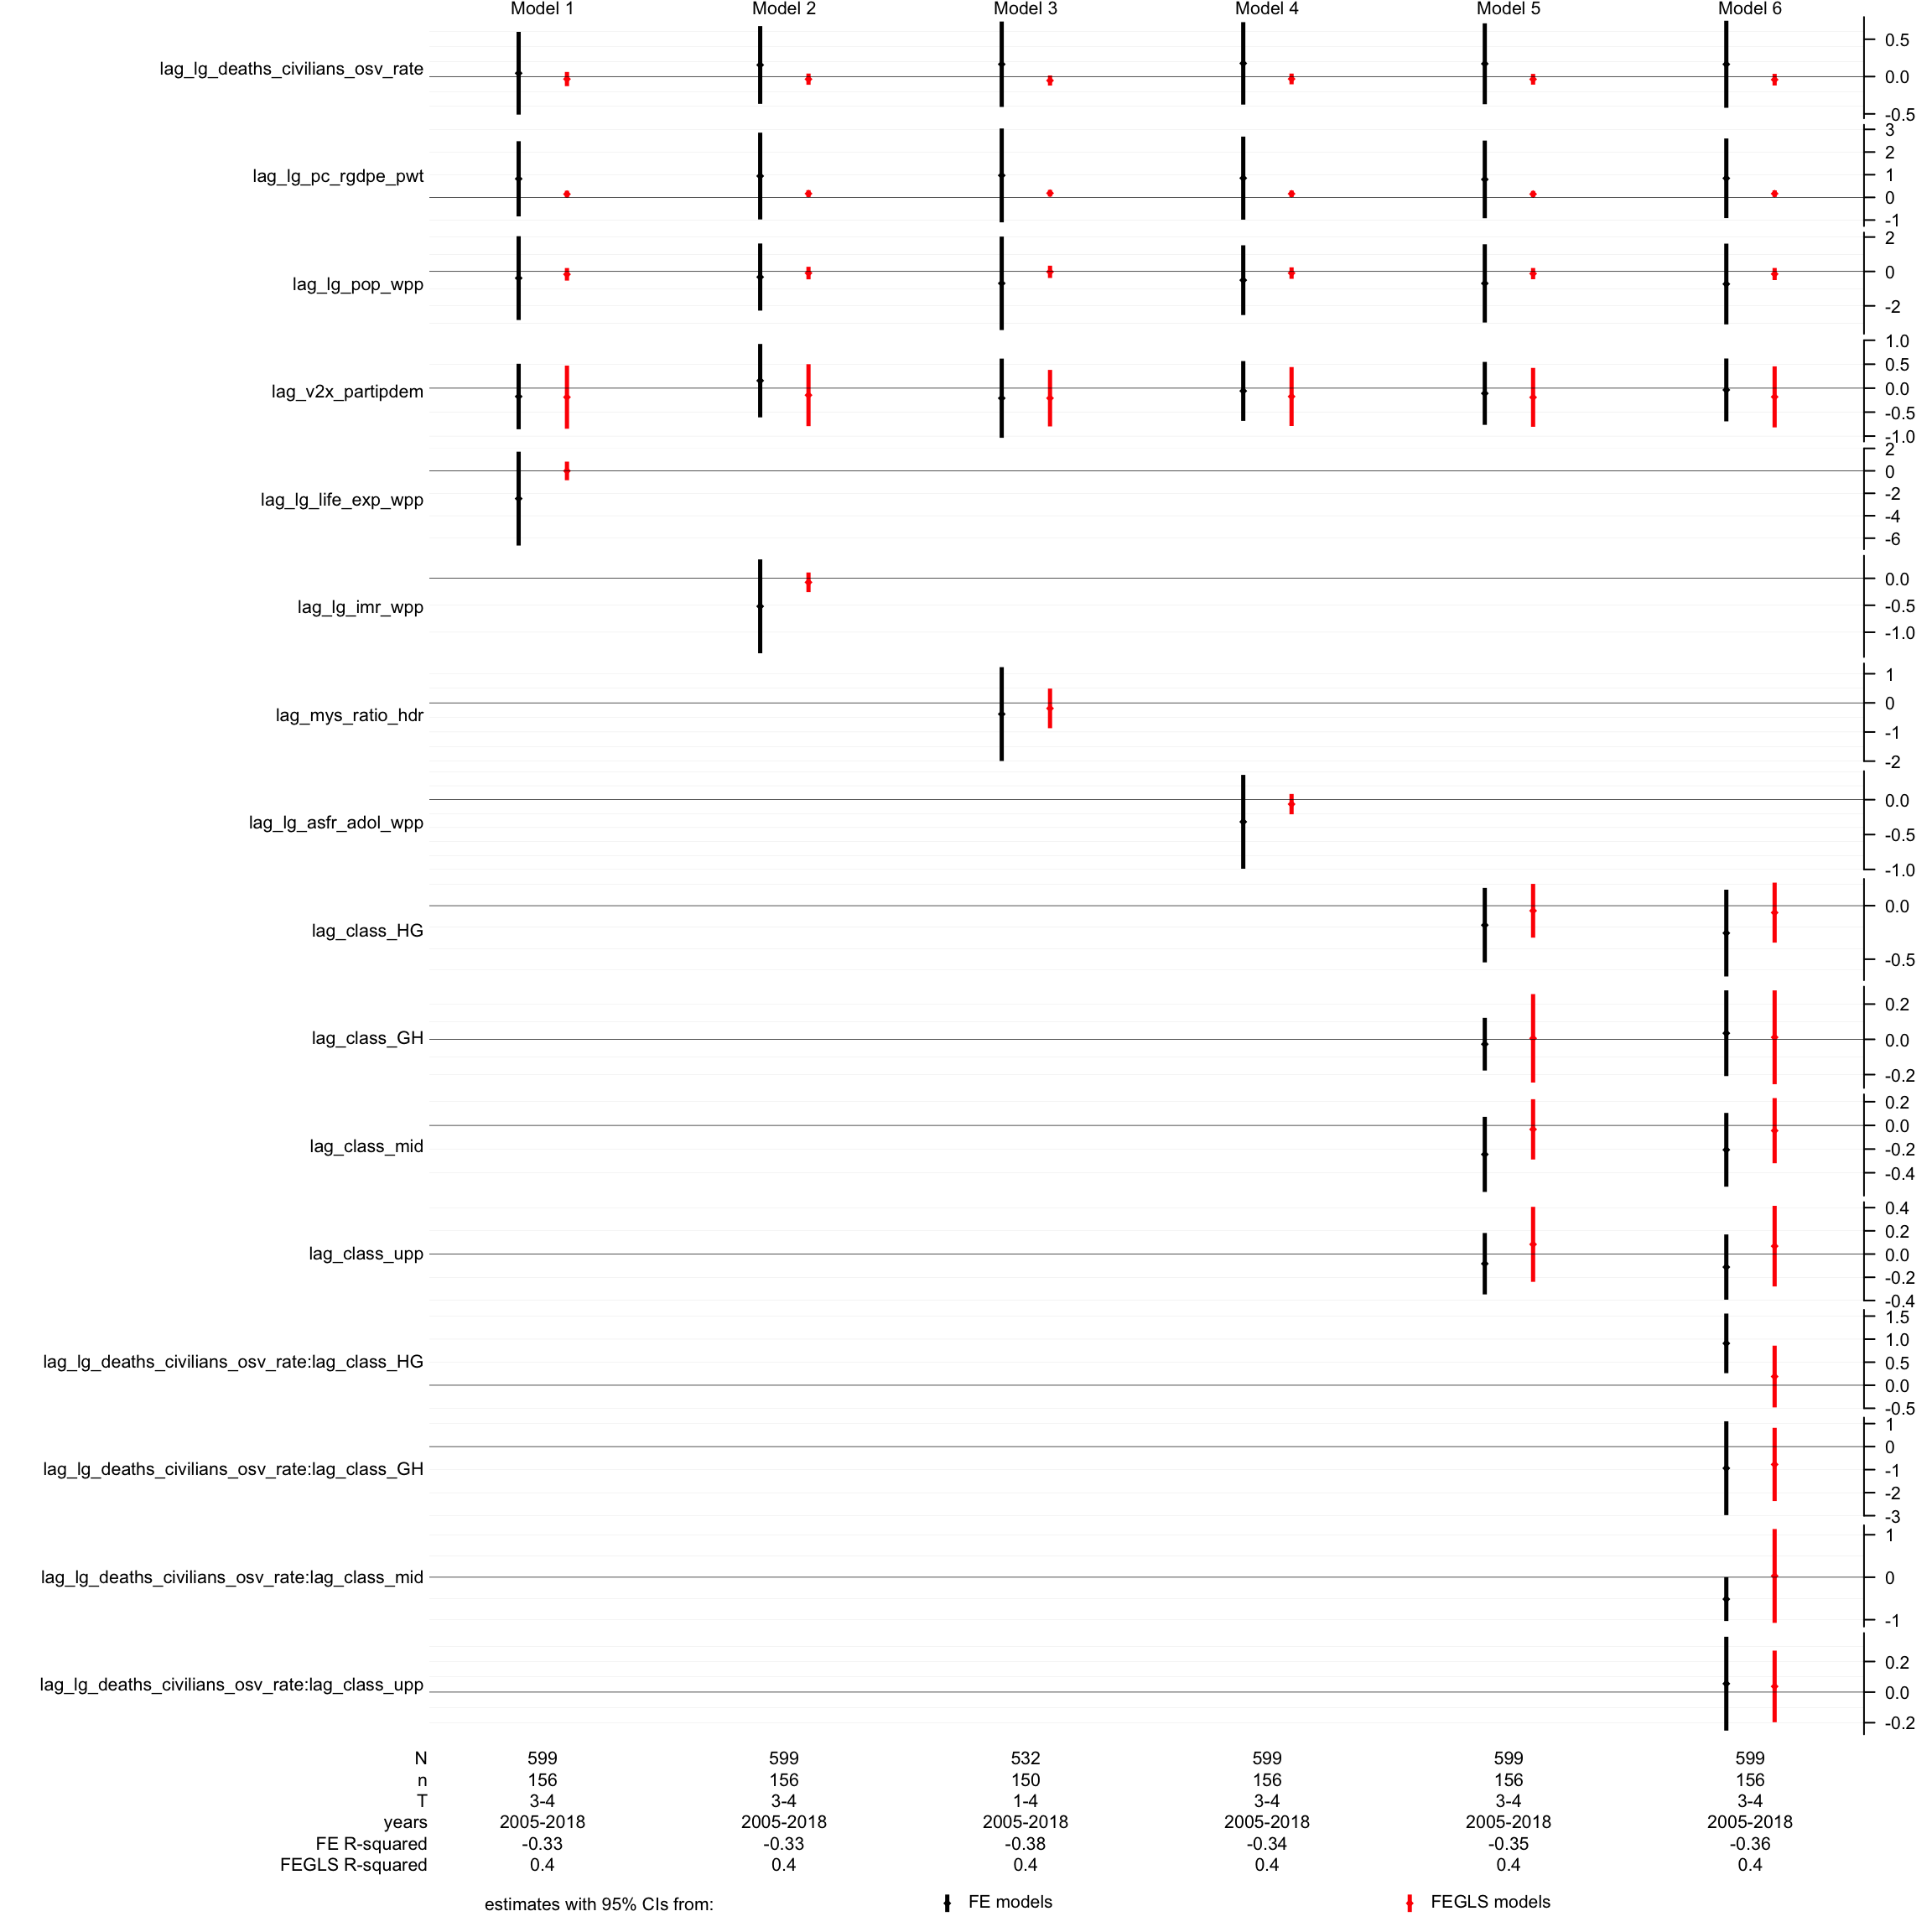 Model 1 Model 2 Model 3 Model 4 Model 5 Model 6
lag_lg_deaths_civilians_osv_rate 0.5 0.0 -0.5
lag_lg_pc_rgdpe_pwt 3 2 1 0 -1
lag_lg_pop_wpp 2 0 -2
lag_v2x_partipdem 1.0 0.5 0.0 -0.5 -1.0
lag_lg_life_exp_wpp 2 0 -2 -4 -6
lag_lg_imr_wpp 0.0 -0.5 -1.0
lag_mys_ratio_hdr 1 0 -1 -2
lag_lg_asfr_adol_wpp 0.0 -0.5 -1.0
lag_class_HG 0.0 -0.5
lag_class_GH 0.2 0.0 -0.2
lag_class_mid 0.2 0.0 -0.2 -0.4
lag_class_upp 0.4 0.2 0.0 -0.2 -0.4
lag_lg_deaths_civilians_osv_rate:lag_class_HG 1.5 1.0 0.5 0.0 -0.5
lag_lg_deaths_civilians_osv_rate:lag_class_GH 1 0 -1 -2 -3
lag_lg_deaths_civilians_osv_rate:lag_class_mid 1 0 -1
lag_lg_deaths_civilians_osv_rate:lag_class_upp 0.2 0.0 -0.2
N 599 599 532 599 599 599
n 156 156 150 156 156 156
T 3-4 3-4 1-4 3-4 3-4 3-4
years 2005-2018 2005-2018 2005-2018 2005-2018 2005-2018 2005-2018
FE R-squared -0.33 -0.33 -0.38 -0.34 -0.35 -0.36
FEGLS R-squared 0.4 0.4 0.4 0.4 0.4 0.4
estimates with 95% CIs from: FE models FEGLS models